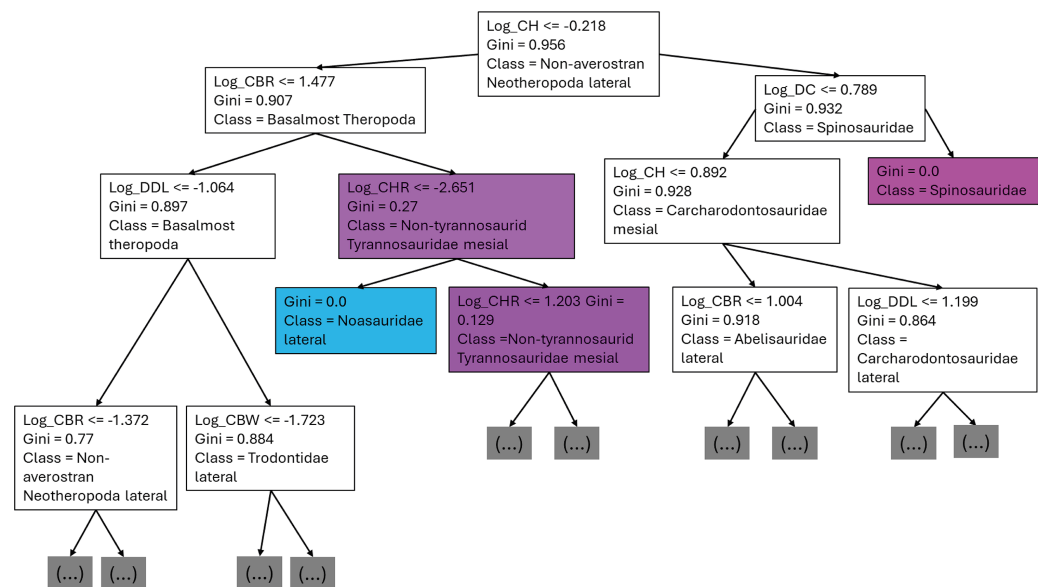 Log_CH <= -0.218
Gini = 0.956
Class = Non-averostran
Neotheropoda lateral
Log_CBR <= 1.477
Gini = 0.907
Class = Basalmost Theropoda
Log_DC <= 0.789
Gini = 0.932
Class = Spinosauridae
Log_DDL <= -1.064
Gini = 0.897
Class = Basalmost
theropoda
Log_CHR <= -2.651
Gini = 0.27
Class = Non-tyrannosaurid
Tyrannosauridae mesial
Log_CH <= 0.892
Gini = 0.928
Class = Carcharodontosauridae
mesial
Gini = 0.0
Class = Spinosauridae
Gini = 0.0
Class = Noasauridae
lateral
Log_CHR <= 1.203 Gini =
0.129
Class =Non-tyrannosaurid
Tyrannosauridae mesial
Log_CBR <= 1.004
Gini = 0.918
Class = Abelisauridae
lateral
Log_DDL <= 1.199
Gini = 0.864
Class =
Carcharodontosauridae
lateral
Log_CBR <= -1.372
Gini = 0.77
Class = Non-
averostran
Neotheropoda lateral
Log_CBW <= -1.723
Gini = 0.884
Class = Trodontidae
lateral
(...)
(...)
(...)
(...)
(...)
(...)
(...)
(...)
(...)
(...)